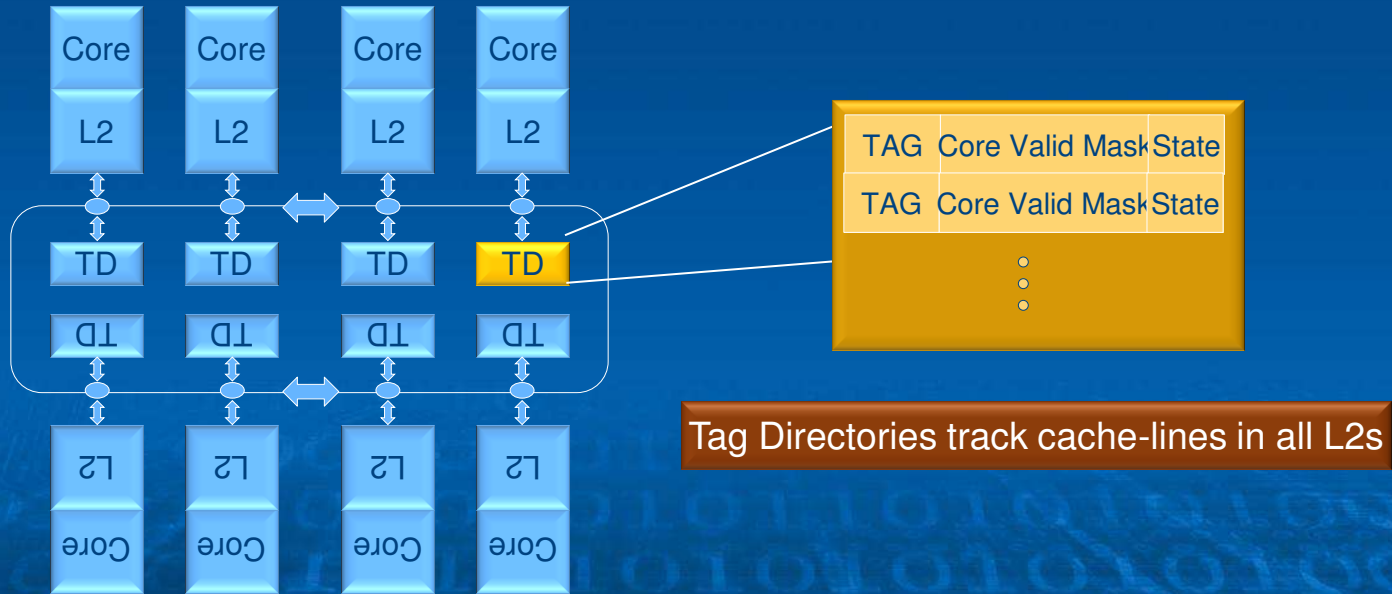 Core Core Core Core
L2 L2 L2 L2
TAG Core Valid Mask State
TAG Core Valid Mask State
TD TD TD TD
TD TD TD TD
Tag Directories track cache-lines in all L2s
L2 L2 L2 L2
Core Core Core Core